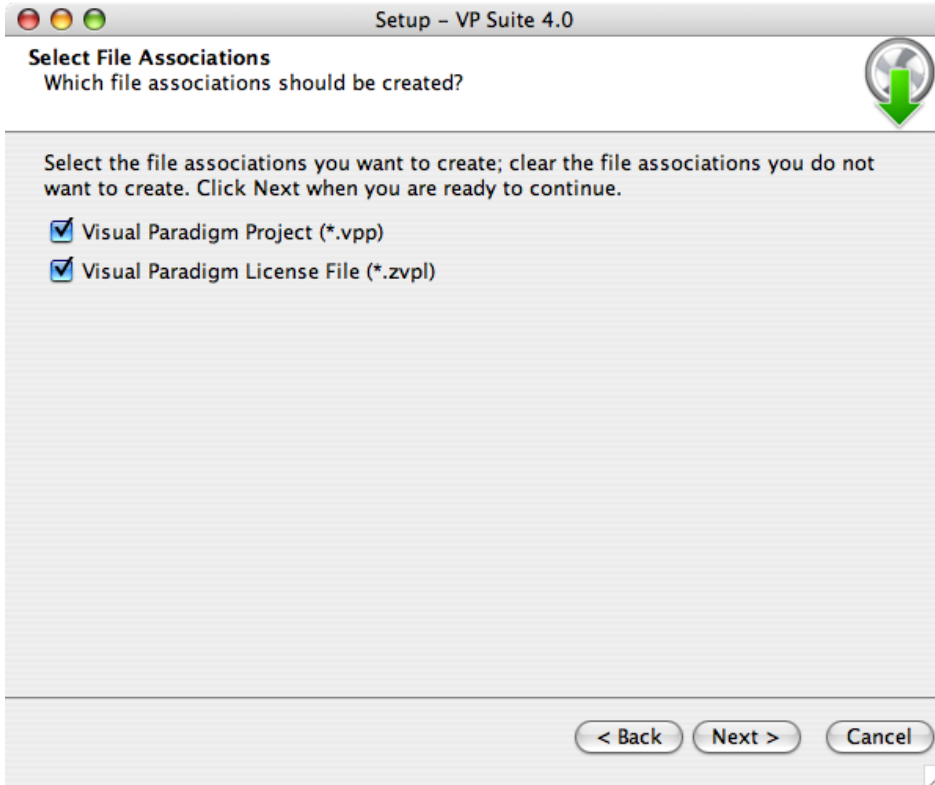 Setup – VP Suite 4.0
Select File Associations
Which file associations should be created?
Select the file associations you want to create; clear the file associations you do not
want to create. Click Next when you are ready to continue.
Visual Paradigm Project (*.vpp)
Visual Paradigm License File (*.zvpl)
< Back Next > Cancel